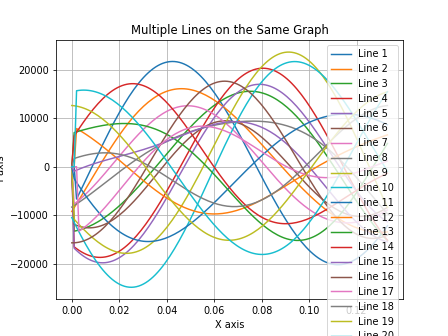 Multiple Lines on the Same Graph
20000
10000
0
−10000
−20000
0.00
0.02
0.04
0.06
0.08
0.10
X axis
Line 1
Line 2
Line 3
Line 4
Line 5
Line 6
Line 7
Line 8
Line 9
Line 10
Line 11
Line 12
Line 13
Line 14
Line 15
Line 16
Line 17
Line 18
Line 19